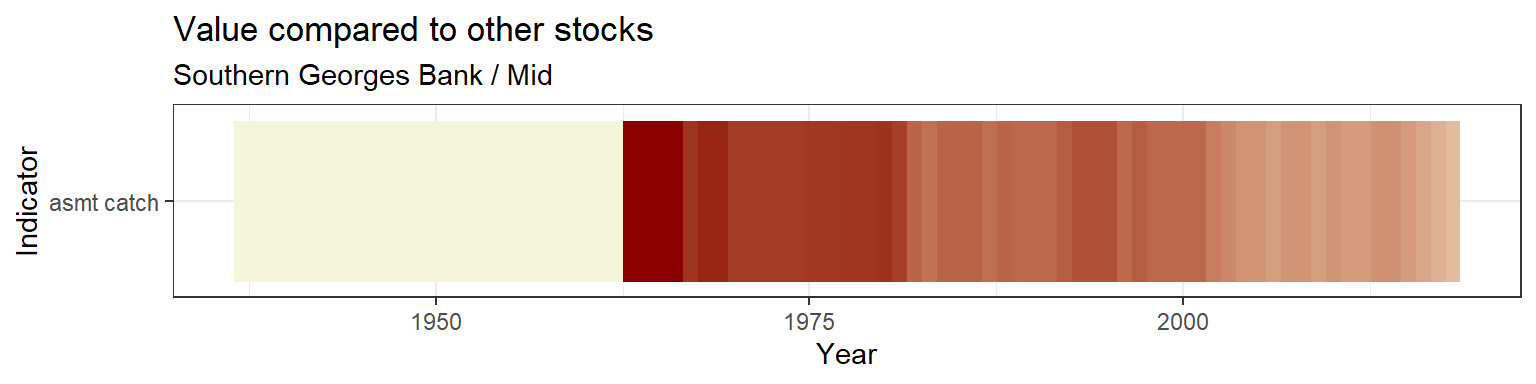 Value compared to other stocks
Southern Georges Bank / Mid
Indicator
asmt catch
1950 1975 2000
Year